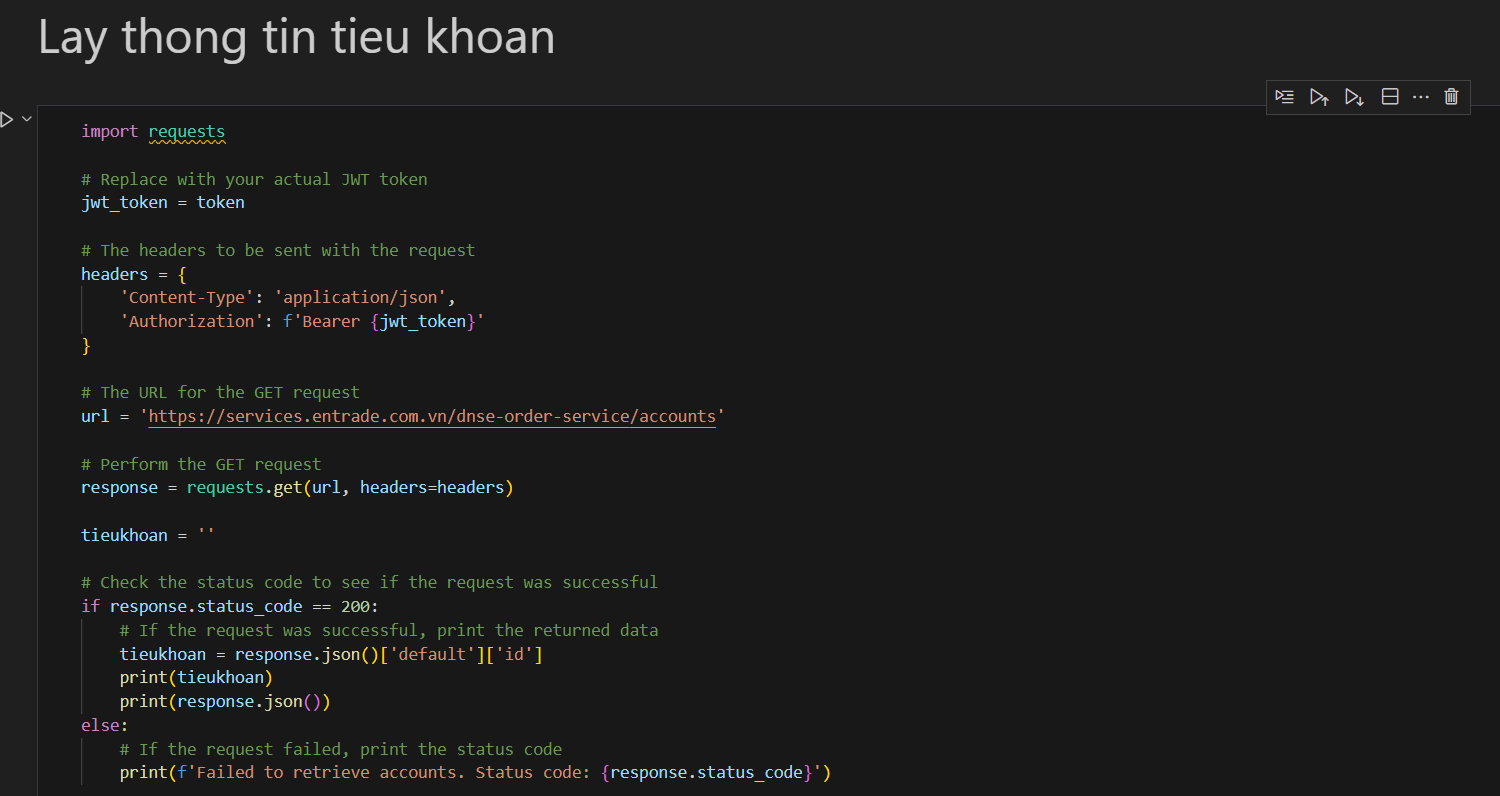 Lay thong tin tieu khoan
import requests
# Replace with your actual JWT token
jwt_token = token
# The headers to be sent with the request
headers = {
    'Content-Type': 'application/json',
    'Authorization': f'Bearer {jwt_token}'
}
# The URL for the GET request
url = 'https://services.entrade.com.vn/dnse-order-service/accounts'
# Perform the GET request
response = requests.get(url, headers=headers)
tieukhoan = ''
# Check the status code to see if the request was successful
if response.status_code == 200:
    # If the request was successful, print the returned data
    tieukhoan = response.json()['default']['id']
    print(tieukhoan)
    print(response.json())
else:
    # If the request failed, print the status code
    print(f'Failed to retrieve accounts. Status code: {response.status_code}')